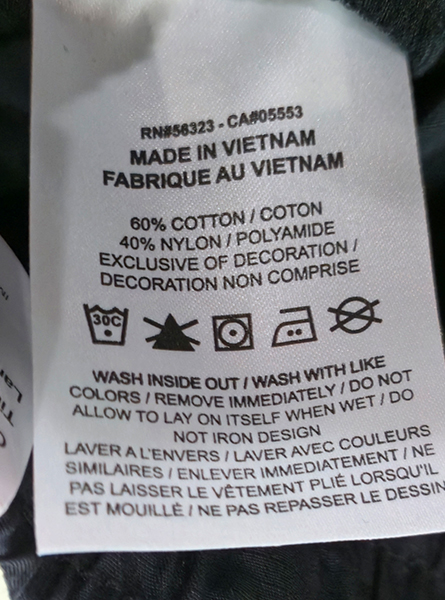 RN#56323 - CA#05553
MADE IN VIETNAM
FABRIQUE AU VIETNAM
60% COTTON / COTON
40% NYLON / POLYAMIDE
EXCLUSIVE OF DECORATION /
DECORATION NON COMPRISE
30C
WASH INSIDE OUT / WASH WITH LIKE
COLORS / REMOVE IMMEDIATELY / DO NOT
ALLOW TO LAY ON ITSELF WHEN WET / DO
NOT IRON DESIGN
LAVER A L'ENVERS / LAVER AVEC COULEURS
SIMILAIRES / ENLEVER IMMEDIATEMENT / NE
PAS LAISSER LE VÊTEMENT PLIÉ LORSQU'IL
EST MOUILLÉ / NE PAS REPASSER LE DESSIN